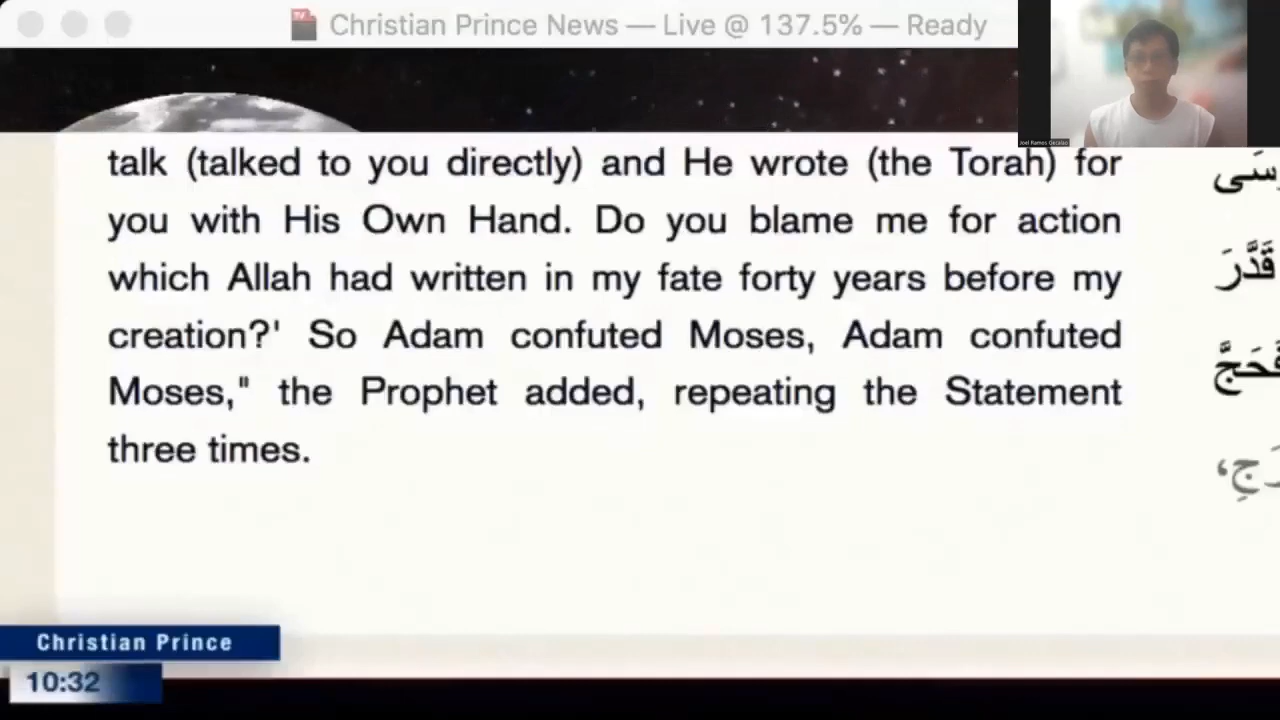 Christian Prince News — Live @ 137.5% — Ready
talk (talked to you directly) and He wrote (the Torah) for
you with His Own Hand. Do you blame me for action
which Allah had written in my fate forty years before my
creation?' So Adam confuted Moses, Adam confuted
Moses," the Prophet added, repeating the Statement
three times.
قَدَّرَ
فَحَجَّ
Christian Prince
10:32